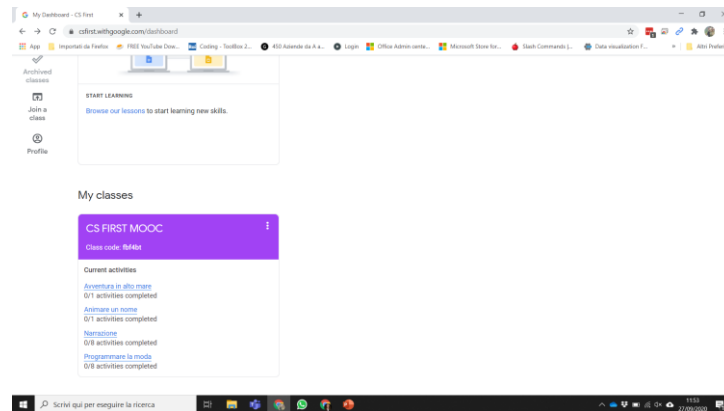 My Dashboard - CS First
csfirst.withgoogle.com/dashboard
App
Importati da Firefox
FREE YouTube Dow...
Coding - ToolBox 2...
450 Aziende da A a...
Login
Office Admin cente...
Microsoft Store for...
Slash Commands |...
Data visualization F...
Altri Prefer
Archived
classes
Join a
class
Profile
START LEARNING
Browse our lessons to start learning new skills.
My classes
CS FIRST MOOC
Class code: fbf4bt
Current activities
Avventura in alto mare
0/1 activities completed
Animare un nome
0/1 activities completed
Narrazione
0/8 activities completed
Programmare la moda
0/8 activities completed
Scrivi qui per eseguire la ricerca
11:53
27/09/2020